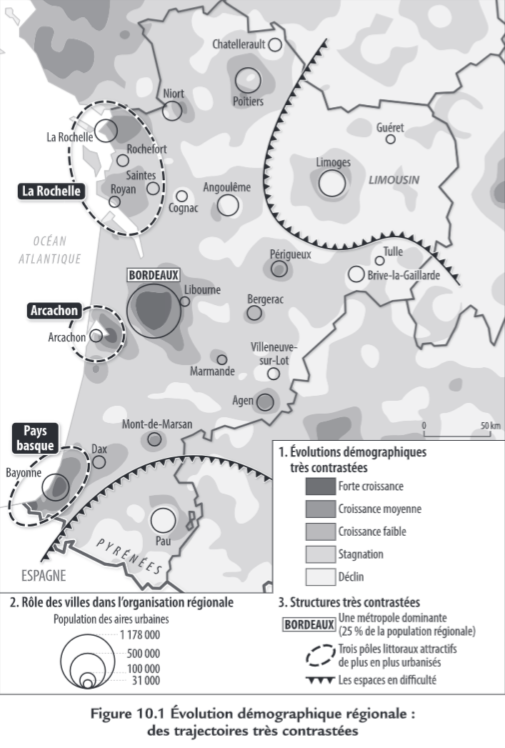 Chatellerault
Poitiers
Niort
La Rochelle
Rochefort
Saintes
Royan
La Rochelle
Cognac
Angoulême
Guéret
Limoges
LIMOUSIN
OCÉAN
ATLANTIQUE
Périgueux
Tulle
Brive-la-Gaillarde
BORDEAUX
Libourne
Bergerac
Arcachon
Arcachon
Marmande
Villeneuve-
sur-Lot
Agen
Mont-de-Marsan
Pays
basque
Dax
Bayonne
Pau
PYRÉNÉES
ESPAGNE
0 50 km
1. Évolutions démographiques
très contrastées
Forte croissance
Croissance moyenne
Croissance faible
Stagnation
Déclin
2. Rôle des villes dans l'organisation régionale
Population des aires urbaines
1 178 000
500 000
100 000
31 000
3. Structures très contrastées
BORDEAUX
Une métropole dominante
(25 % de la population régionale)
Trois pôles littoraux attractifs
de plus en plus urbanisés
Les espaces en difficulté
Figure 10.1 Évolution démographique régionale :
des trajectoires très contrastées